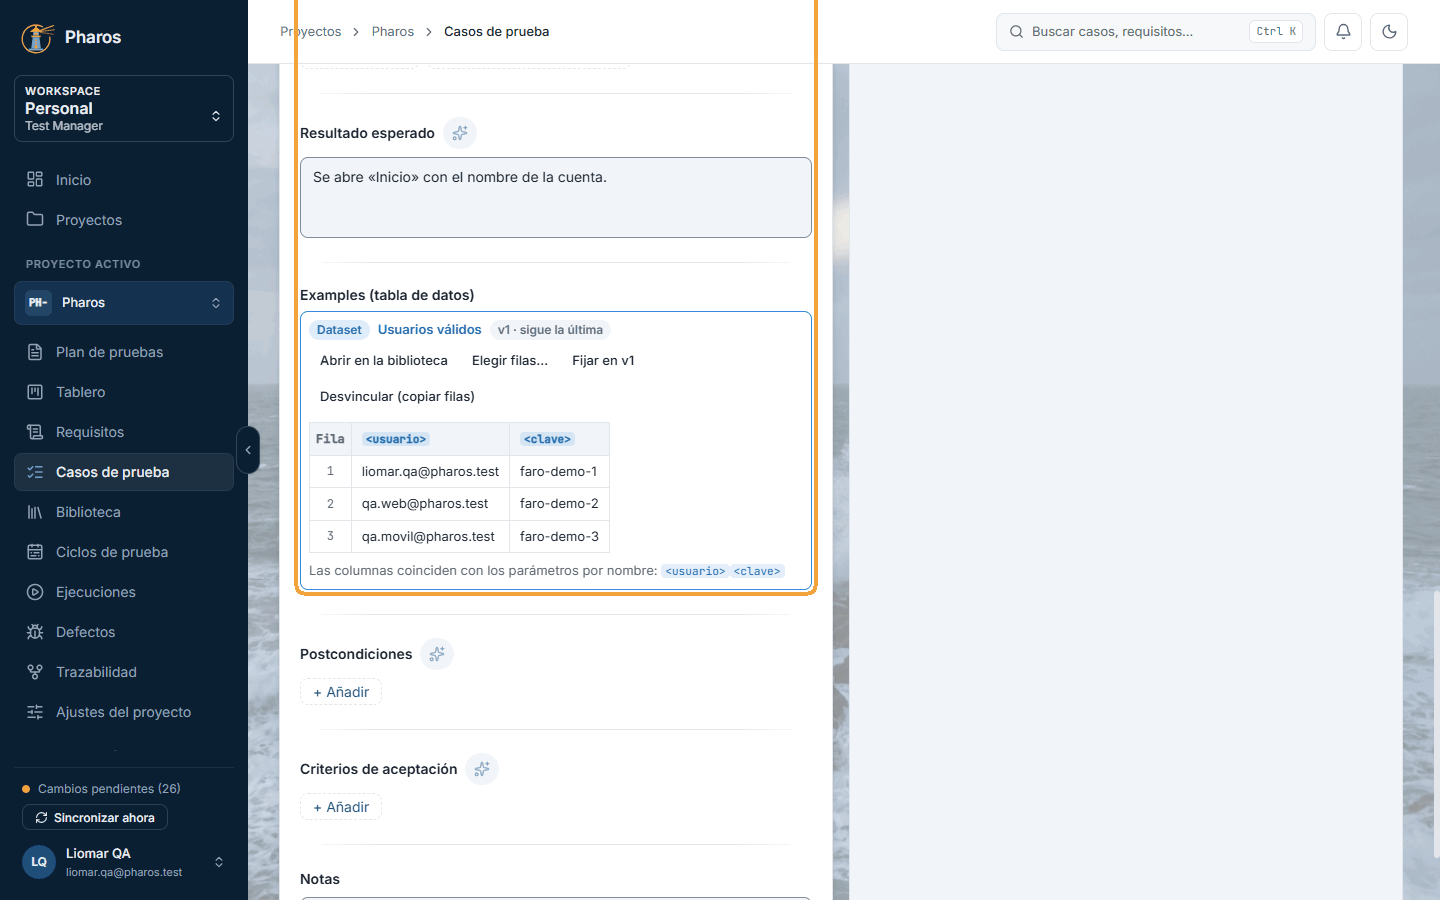 Pharos
WORKSPACE
Personal
Test Manager
Inicio
Proyectos
PROYECTO ACTIVO
PH- Pharos
Plan de pruebas
Tablero
Requisitos
Casos de prueba
Biblioteca
Ciclos de prueba
Ejecuciones
Defectos
Trazabilidad
Ajustes del proyecto
Cambios pendientes (26)
Sincronizar ahora
LQ
Liomar QA
liomar.qa@pharos.test
Proyectos > Pharos > Casos de prueba
Buscar casos, requisitos... Ctrl K
Resultado esperado
Se abre «Inicio» con el nombre de la cuenta.
Examples (tabla de datos)
Dataset Usuarios válidos v1 · sigue la última
Abrir en la biblioteca Elegir filas... Fijar en v1
Desvincular (copiar filas)
Fila <usuario> <clave>
1 liomar.qa@pharos.test faro-demo-1
2 qa.web@pharos.test faro-demo-2
3 qa.movil@pharos.test faro-demo-3
Las columnas coinciden con los parámetros por nombre: <usuario> <clave>
Postcondiciones
+ Añadir
Criterios de aceptación
+ Añadir
Notas